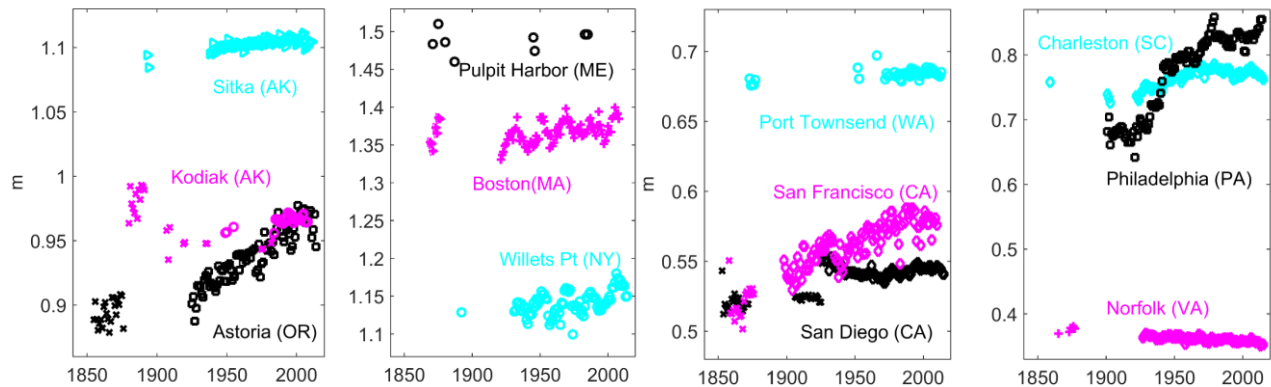 1.1
1.05
1
0.95
0.9
m
Sitka (AK)
Kodiak (AK)
Astoria (OR)
1850 1900 1950 2000
1.5
1.45
1.4
1.35
1.3
1.25
1.2
1.15
1.1
Pulpit Harbor (ME)
Boston(MA)
Willets Pt (NY)
1850 1900 1950 2000
0.7
0.65
0.6
0.55
0.5
m
Port Townsend (WA)
San Francisco (CA)
San Diego (CA)
1850 1900 1950 2000
0.8
0.7
0.6
0.5
0.4
Charleston (SC)
Philadelphia (PA)
Norfolk (VA)
1850 1900 1950 2000